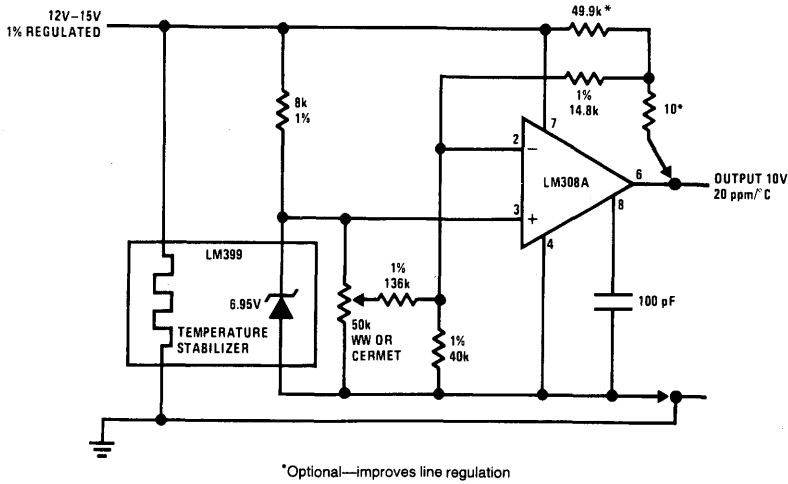 12V–15V
1% REGULATED
49.9k*
8k
1%
1%
14.8k
10*
7
2
–
LM308A
6
OUTPUT 10V
20 ppm/°C
3
+
8
4
LM399
1%
136k
6.95V
100 pF
TEMPERATURE
STABILIZER
50k
WW OR
CERMET
1%
40k
*Optional—improves line regulation